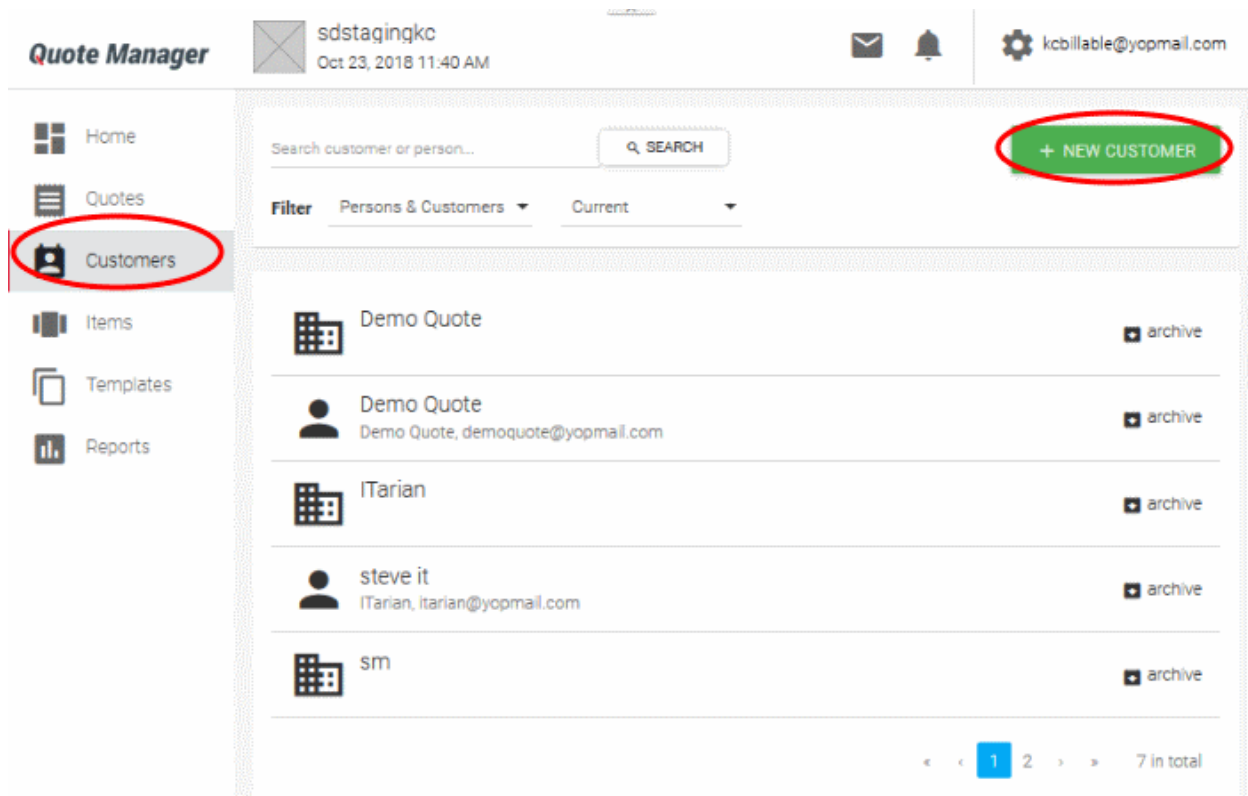 Quote Manager
sdstagingkc
Oct 23, 2018 11:40 AM
kcbillable@yopmail.com
Home
Quotes
Customers
Items
Templates
Reports
Search customer or person...
SEARCH
+ NEW CUSTOMER
Filter Persons & Customers Current
Demo Quote
archive
Demo Quote
Demo Quote, demoquote@yopmail.com
archive
ITarian
archive
steve it
ITarian, itarian@yopmail.com
archive
sm
archive
« ‹ 1 2 › » 7 in total